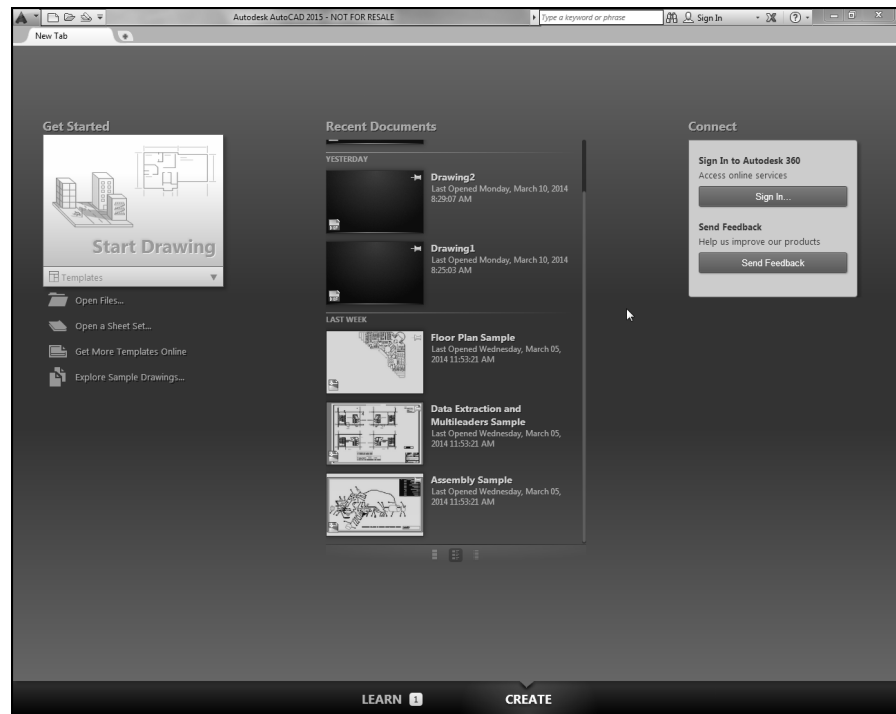 Autodesk AutoCAD 2015 - NOT FOR RESALE
Type a keyword or phrase
Sign In
New Tab
Get Started
Start Drawing
Templates
Open Files...
Open a Sheet Set...
Get More Templates Online
Explore Sample Drawings...
Recent Documents
YESTERDAY
Drawing2
Last Opened Monday, March 10, 2014
8:29:07 AM
Drawing1
Last Opened Monday, March 10, 2014
8:25:03 AM
LAST WEEK
Floor Plan Sample
Last Opened Wednesday, March 05,
2014 11:53:21 AM
Data Extraction and
Multileaders Sample
Last Opened Wednesday, March 05,
2014 11:53:21 AM
Assembly Sample
Last Opened Wednesday, March 05,
2014 11:53:21 AM
Connect
Sign In to Autodesk 360
Access online services
Sign In...
Send Feedback
Help us improve our products
Send Feedback
LEARN 1
CREATE